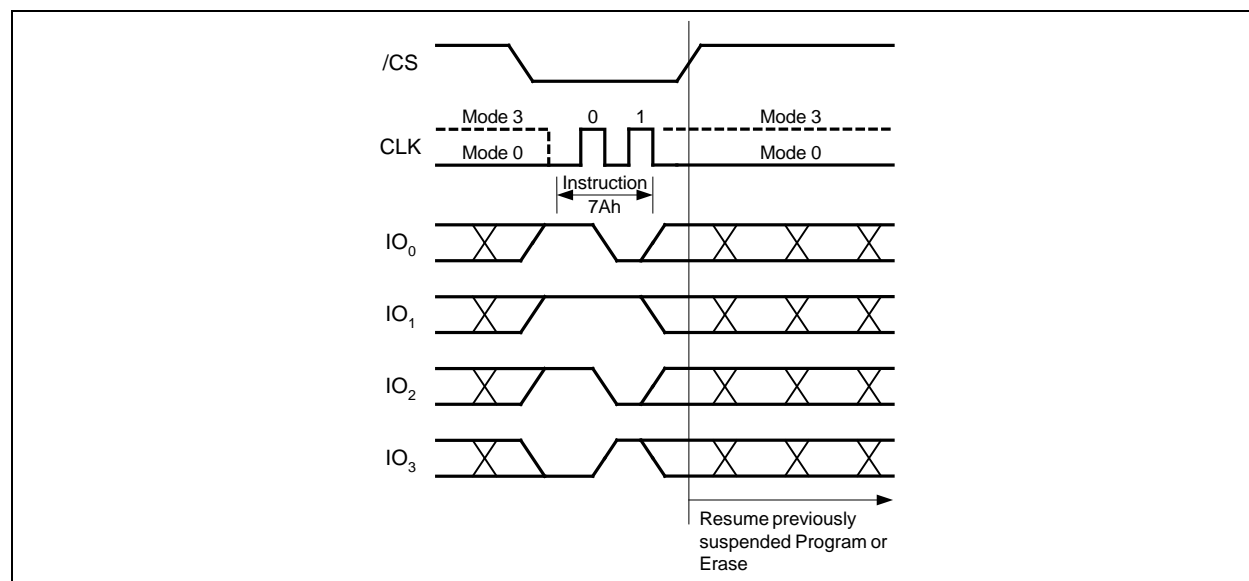 /CS
Mode 3 0 1 Mode 3
CLK
Mode 0 Mode 0
Instruction
7Ah
IO0
IO1
IO2
IO3
Resume previously
suspended Program or
Erase